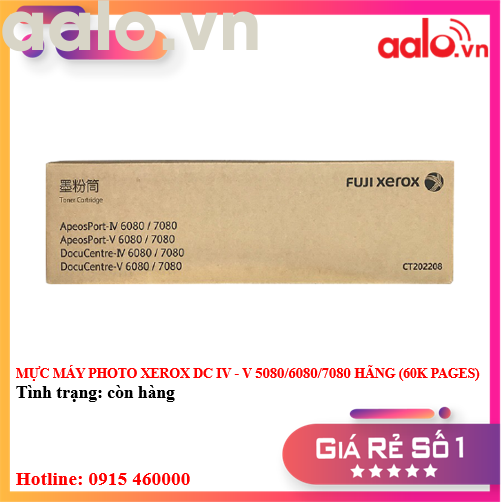 aalo.vn
aalo.vn
墨粉筒
Toner Cartridge
FUJI XEROX
ApeosPort-IV 6080 / 7080
ApeosPort-V 6080 / 7080
DocuCentre-IV 6080 / 7080
DocuCentre-V 6080 / 7080
CT202208
MỰC MÁY PHOTO XEROX DC IV - V 5080/6080/7080 HÃNG (60K PAGES)
Tình trạng: còn hàng
GIÁ RẺ SỐ 1
Hotline: 0915 460000